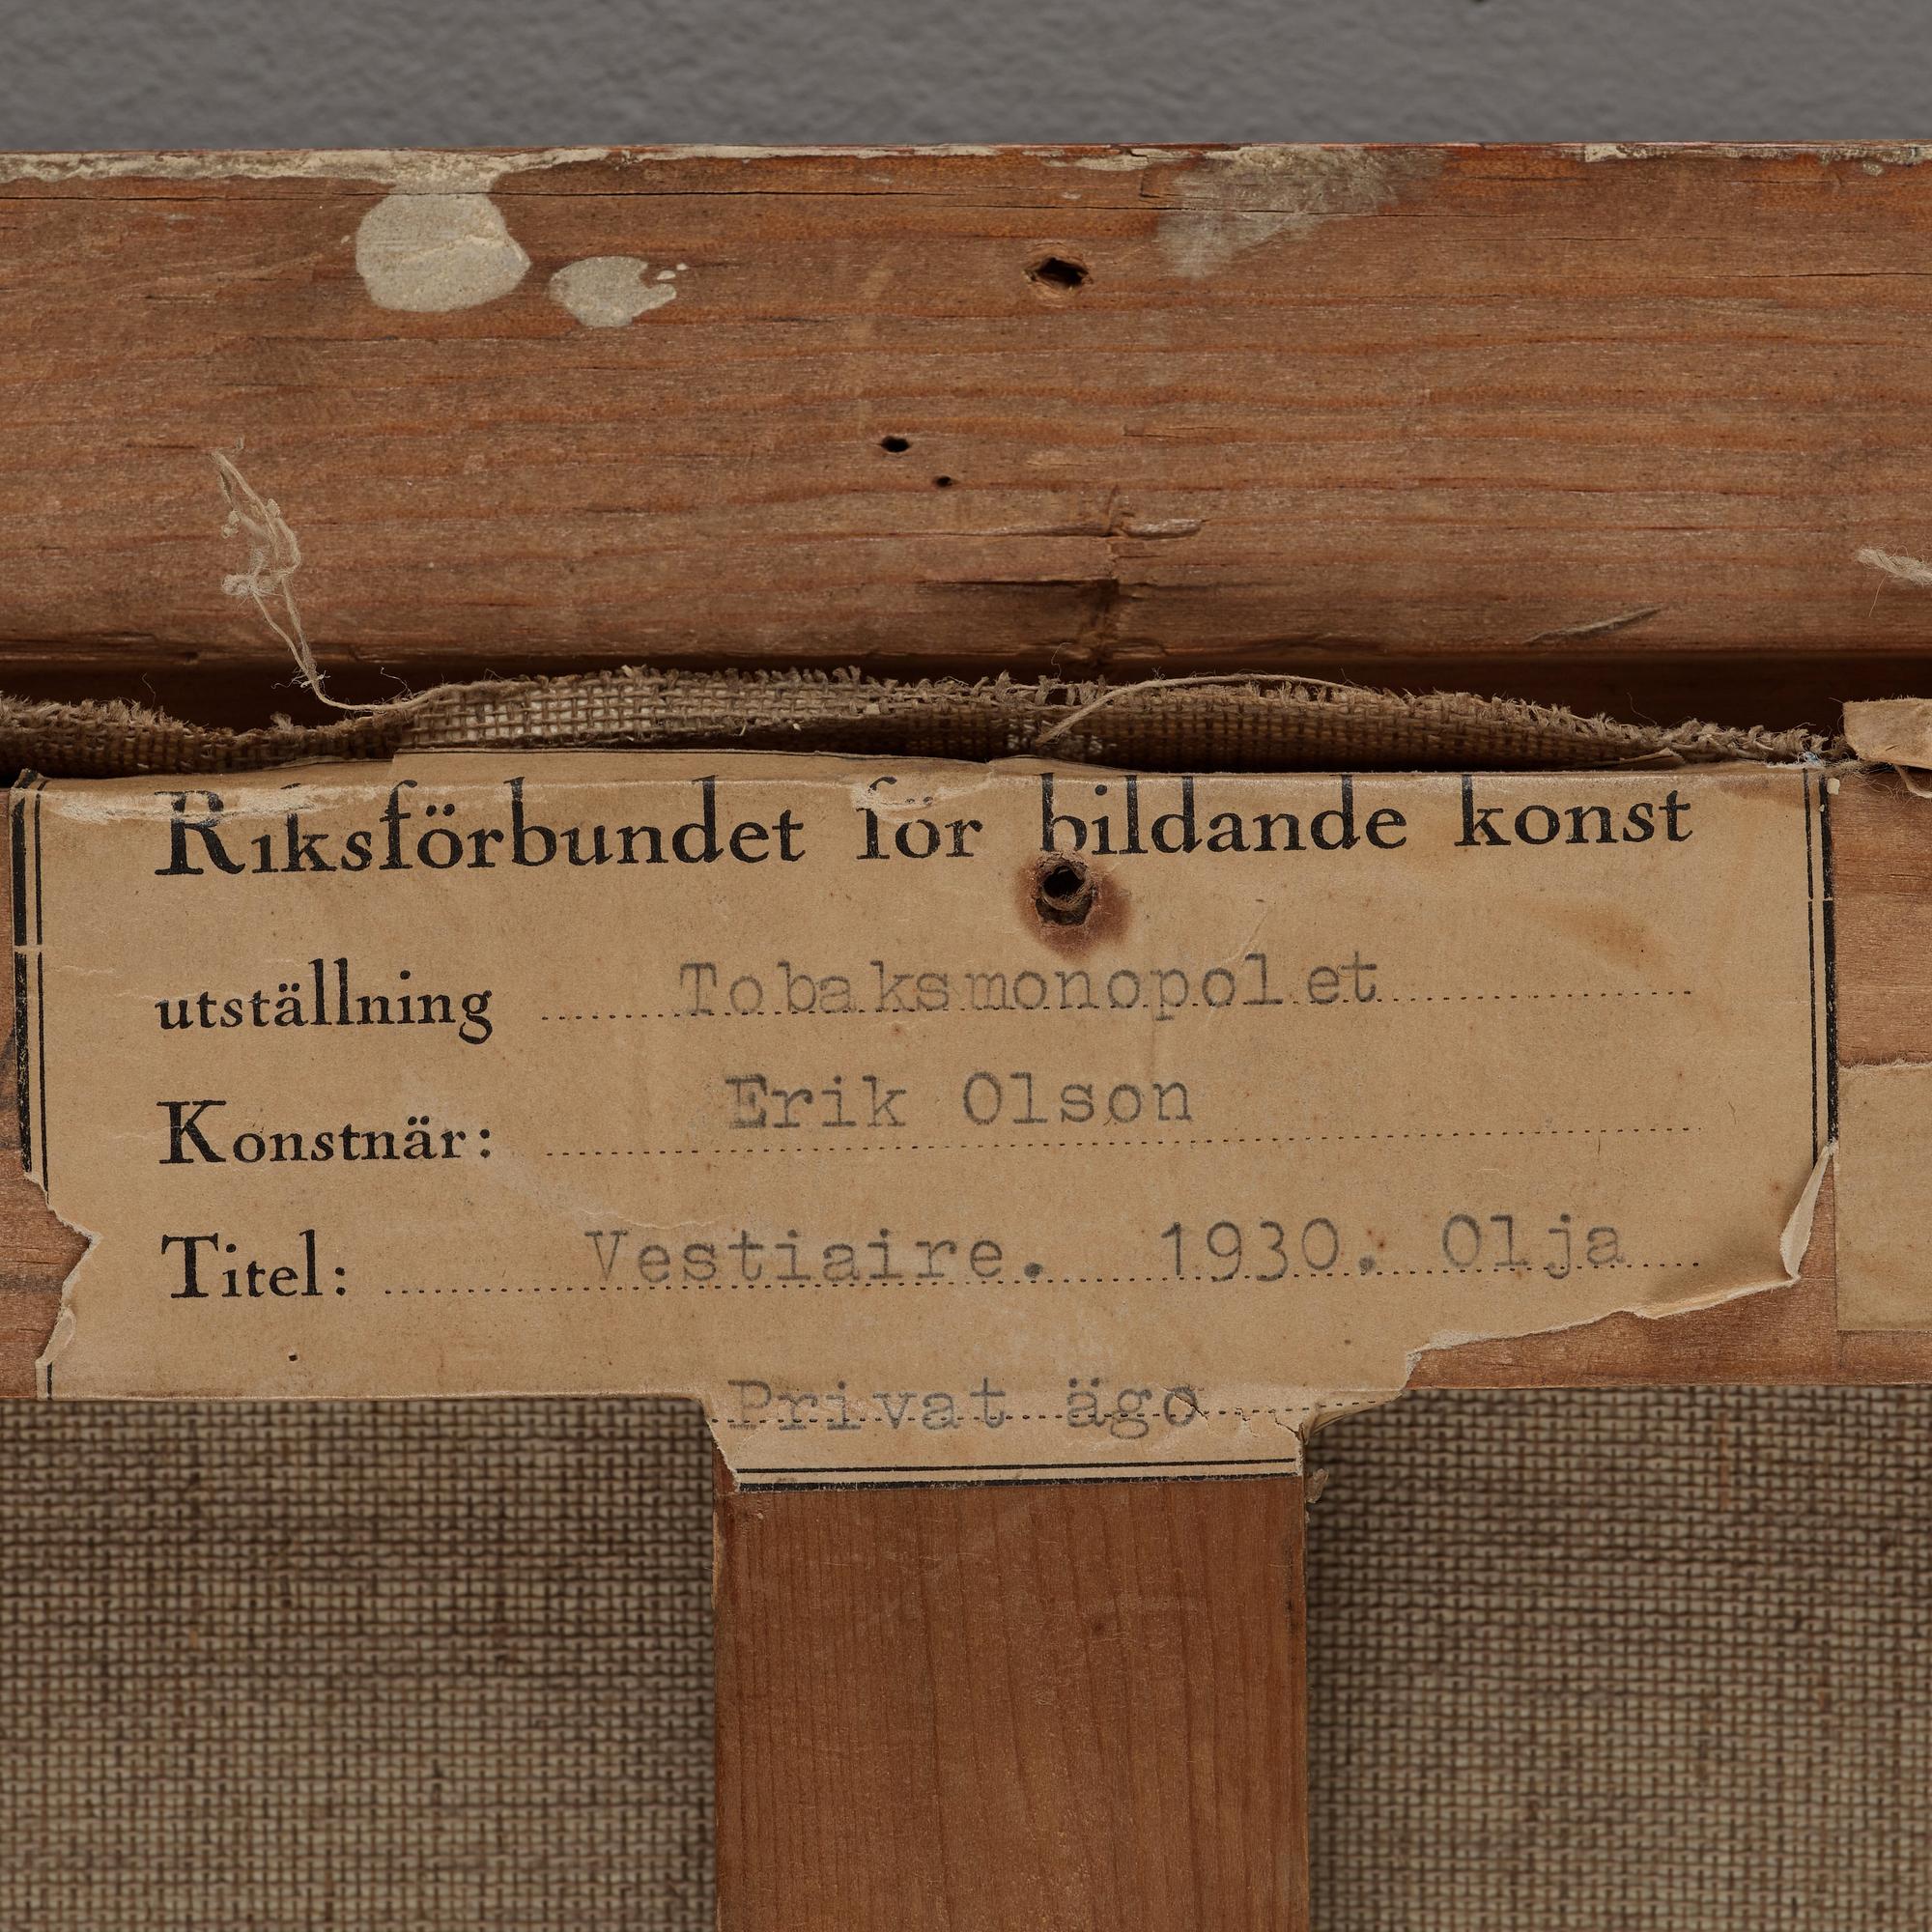 Riksförbundet för bildande konst
utställning Tobaksmonopolet
Konstnär: Erik Olson
Titel: Vestiaire. 1930. Olja
Privat ägo